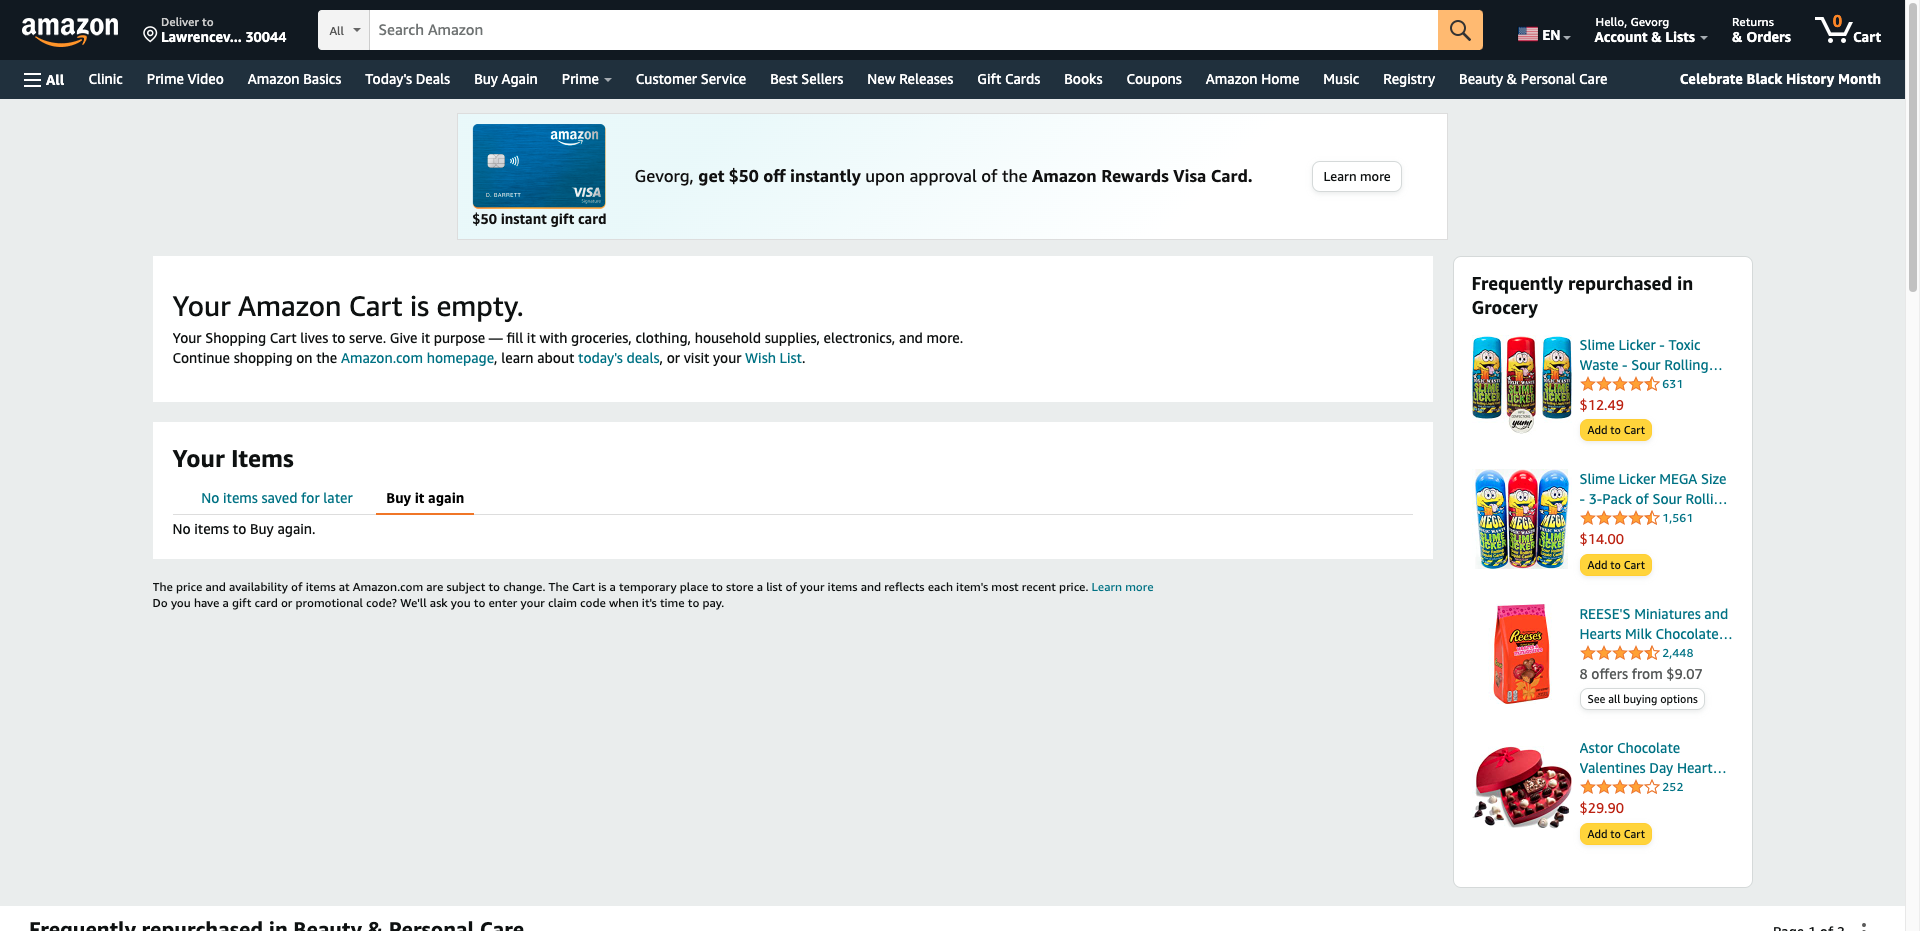 amazon
Deliver to
Lawrencev... 30044
All
Search Amazon
EN
Hello, Gevorg
Account & Lists
Returns
& Orders
0
Cart
All
Clinic
Prime Video
Amazon Basics
Today's Deals
Buy Again
Prime
Customer Service
Best Sellers
New Releases
Gift Cards
Books
Coupons
Amazon Home
Music
Registry
Beauty & Personal Care
Celebrate Black History Month
amazon
D. BARRETT
VISA
Signature
$50 instant gift card
Gevorg, get $50 off instantly upon approval of the Amazon Rewards Visa Card.
Learn more
Your Amazon Cart is empty.
Your Shopping Cart lives to serve. Give it purpose — fill it with groceries, clothing, household supplies, electronics, and more.
Continue shopping on the Amazon.com homepage, learn about today's deals, or visit your Wish List.
Your Items
No items saved for later
Buy it again
No items to Buy again.
The price and availability of items at Amazon.com are subject to change. The Cart is a temporary place to store a list of your items and reflects each item's most recent price. Learn more
Do you have a gift card or promotional code? We'll ask you to enter your claim code when it's time to pay.
Frequently repurchased in
Grocery
Slime Licker - Toxic
Waste - Sour Rolling...
631
$12.49
Add to Cart
Slime Licker MEGA Size
- 3-Pack of Sour Rolli...
1,561
$14.00
Add to Cart
REESE'S Miniatures and
Hearts Milk Chocolate...
2,448
8 offers from $9.07
See all buying options
Astor Chocolate
Valentines Day Heart...
252
$29.90
Add to Cart
SLIME
LICKER
yum!
MEGA
SLIME
LICKER
Reese's
Frequently repurchased in Beauty & Personal Care
Page 1 of 2